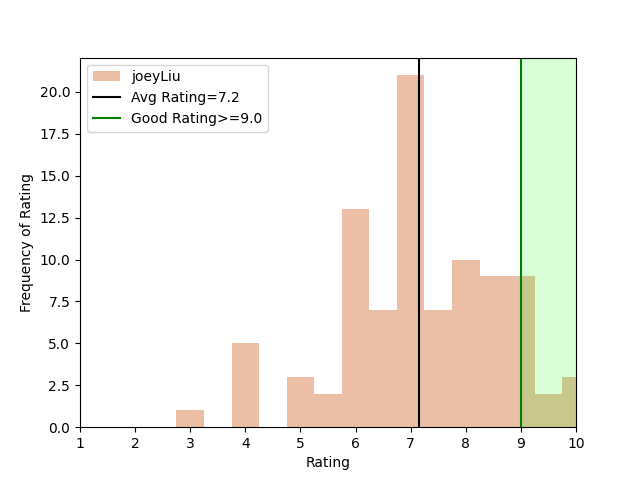 joeyLiu
Avg Rating=7.2
Good Rating>=9.0
Frequency of Rating
20.0
17.5
15.0
12.5
10.0
7.5
5.0
2.5
0.0
1 2 3 4 5 6 7 8 9 10
Rating